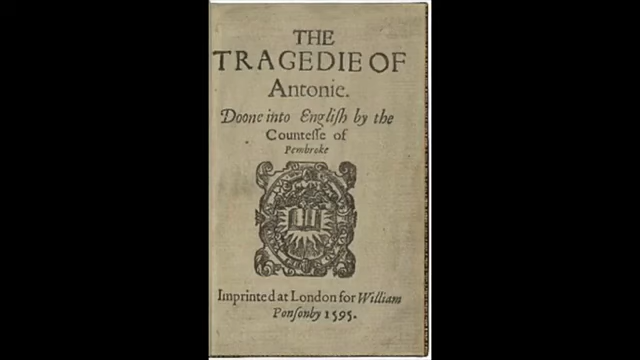 THE
TRAGEDIE OF
Antonie.
Doone into Engliſh by the
Counteſſe of
Pembroke
Imprinted at London for William
Ponſonby 1595.